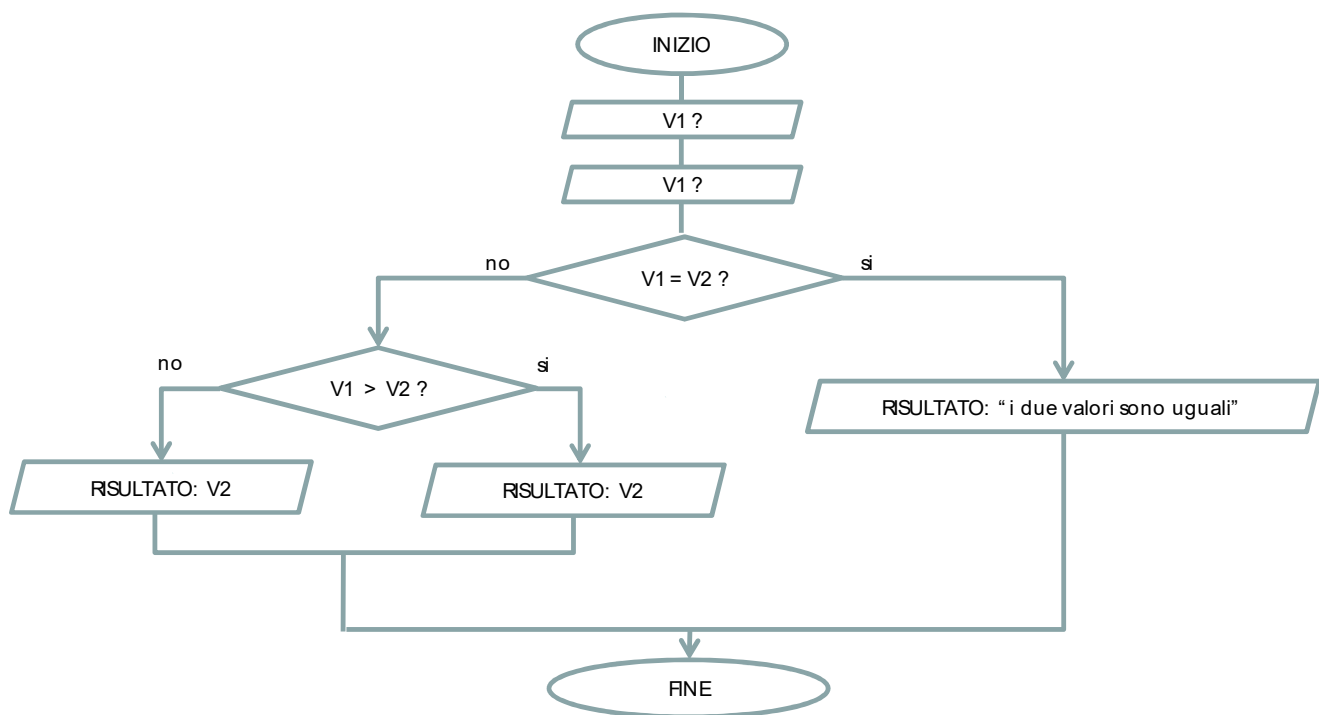 INIZIO
V1 ?
V1 ?
no
V1 = V2 ?
si
no
V1 > V2 ?
si
RISULTATO: “ i due valori sono uguali”
RISULTATO: V2
RISULTATO: V2
FINE